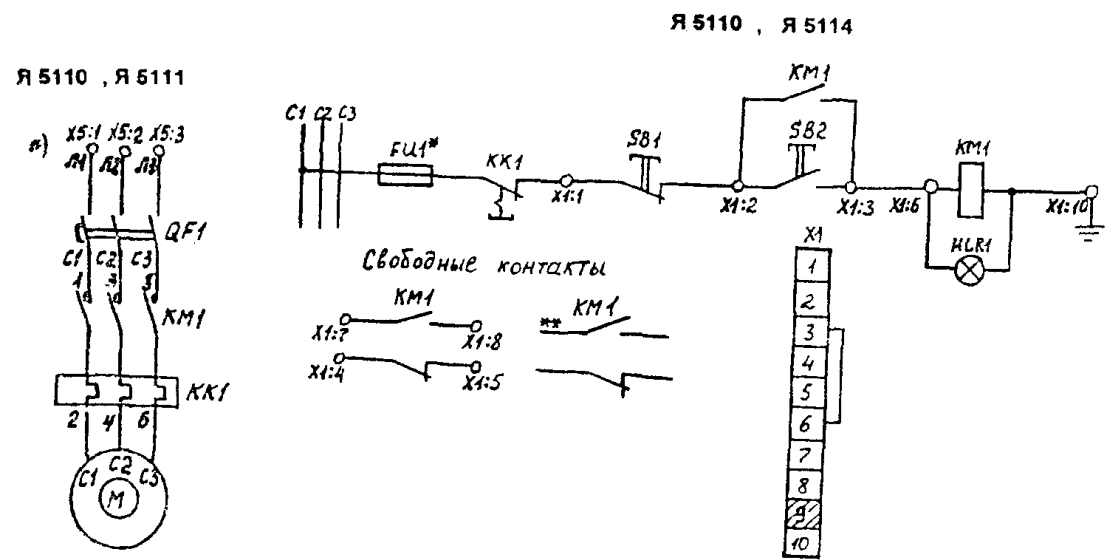 Я 5110 , Я 5114
Я 5110 , Я 5111
а) X5:1 X5:2 X5:3
Л1 Л2 Л3
QF1
C1 C2 C3
1 3 5
KM1
KK1
2 4 6
C1 C2 C3
M
C1 C2 C3
FU1*
KK1
X1:1
SB1
X1:2
KM1
SB2
X1:3
X1:6
KM1
X1:10
HLR1
Свободные контакты
KM1
X1:7 X1:8
X1:4 X1:5
** KM1
X1
1
2
3
4
5
6
7
8
9
10